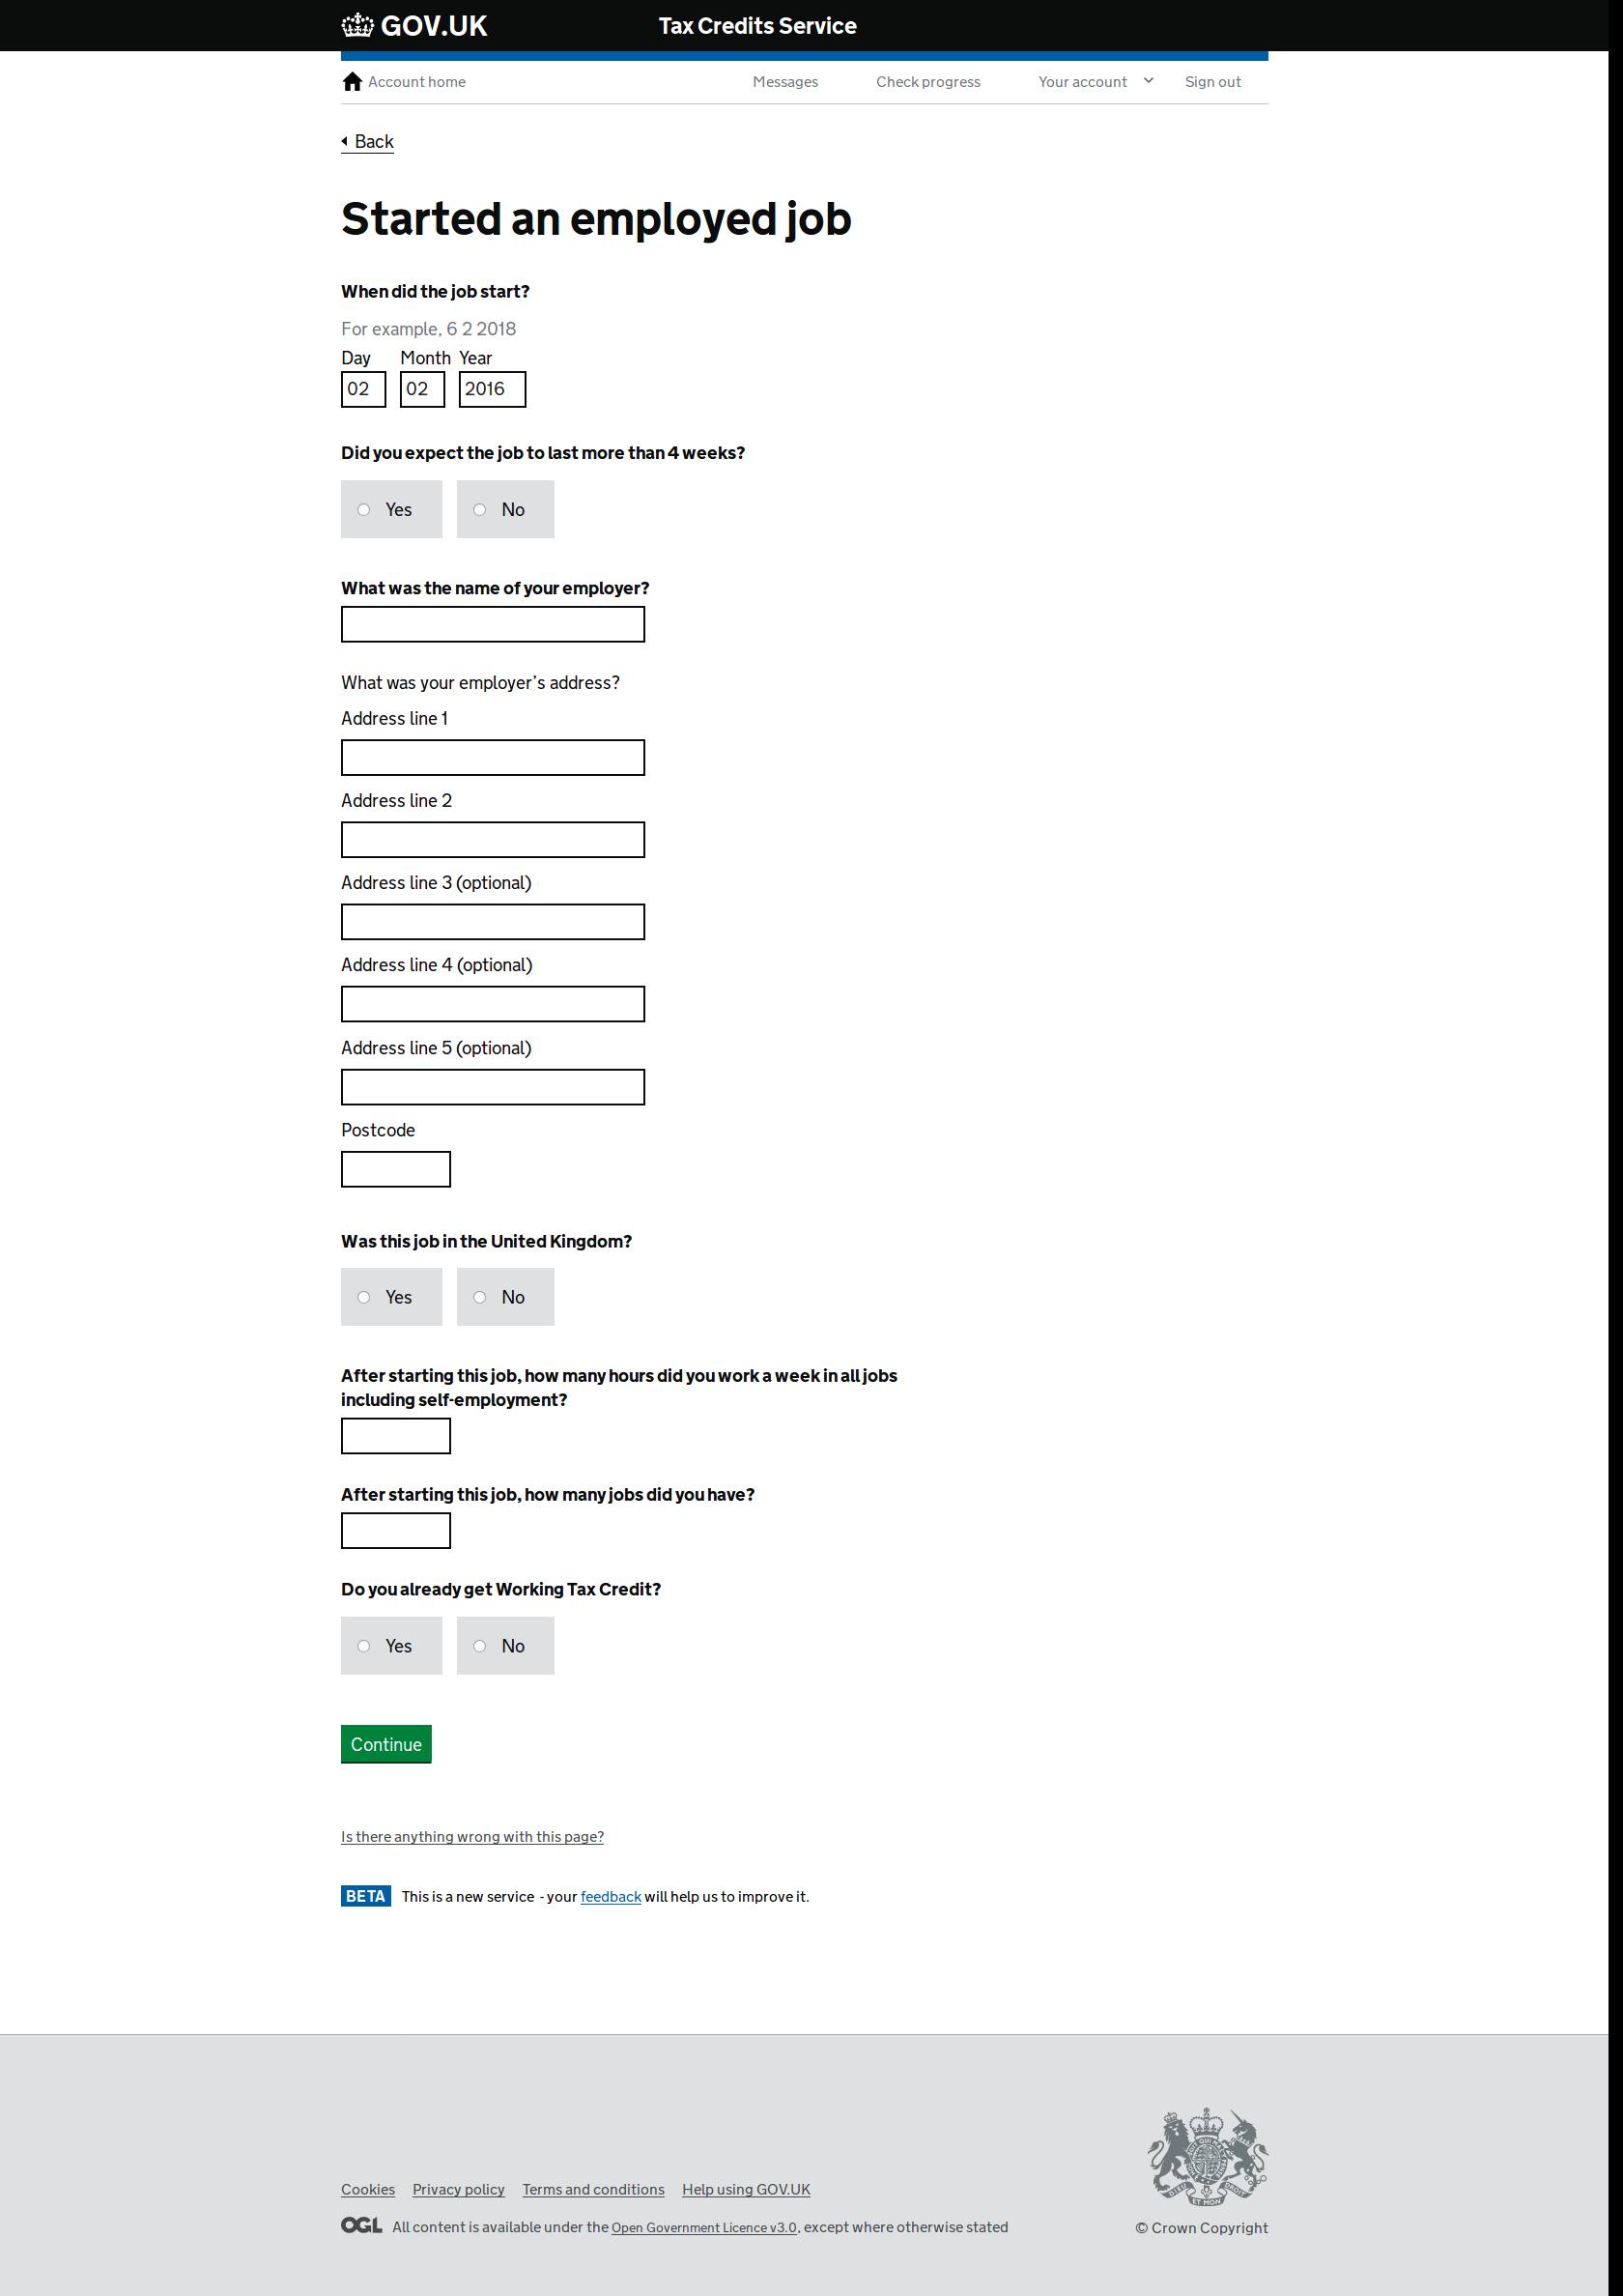 GOV.UK
Tax Credits Service
Account home
Messages
Check progress
Your account
Sign out
Back
Started an employed job
When did the job start?
For example, 6 2 2018
Day Month Year
02 02 2016
Did you expect the job to last more than 4 weeks?
Yes No
What was the name of your employer?
What was your employer’s address?
Address line 1
Address line 2
Address line 3 (optional)
Address line 4 (optional)
Address line 5 (optional)
Postcode
Was this job in the United Kingdom?
Yes No
After starting this job, how many hours did you work a week in all jobs
including self-employment?
After starting this job, how many jobs did you have?
Do you already get Working Tax Credit?
Yes No
Continue
Is there anything wrong with this page?
BETA This is a new service - your feedback will help us to improve it.
Cookies Privacy policy Terms and conditions Help using GOV.UK
OGL All content is available under the Open Government Licence v3.0, except where otherwise stated
© Crown Copyright